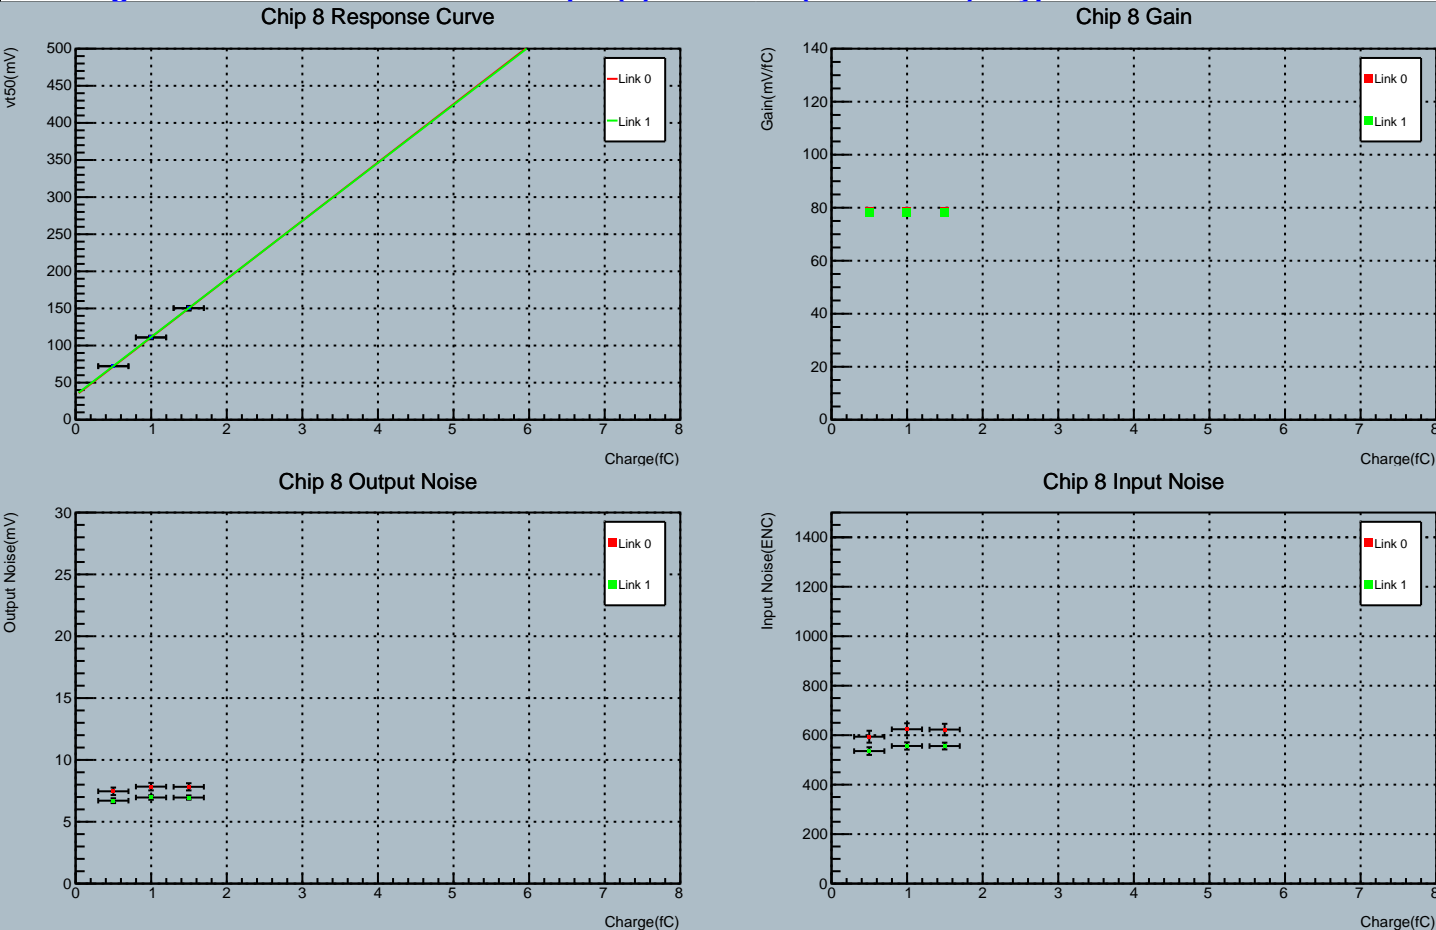 Chip 8 Response Curve
vt50(mV)
500
450
400
350
300
250
200
150
100
50
0
0 1 2 3 4 5 6 7 8
Charge(fC)
Link 0
Link 1
Chip 8 Gain
Gain(mV/fC)
140
120
100
80
60
40
20
0
0 1 2 3 4 5 6 7 8
Charge(fC)
Link 0
Link 1
Chip 8 Output Noise
Output Noise(mV)
30
25
20
15
10
5
0
0 1 2 3 4 5 6 7 8
Charge(fC)
Link 0
Link 1
Chip 8 Input Noise
Input Noise(ENC)
1400
1200
1000
800
600
400
200
0
0 1 2 3 4 5 6 7 8
Charge(fC)
Link 0
Link 1